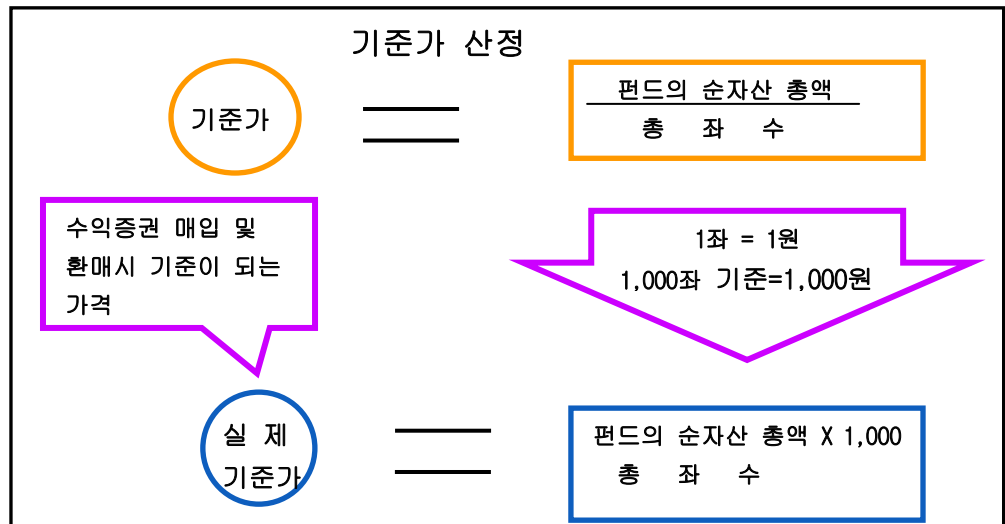 기준가 산정
기준가
펀드의 순자산 총액
총 좌 수
수익증권 매입 및
환매시 기준이 되는
가격
1좌 = 1원
1,000좌 기준=1,000원
실 제
기준가
펀드의 순자산 총액 X 1,000
총 좌 수